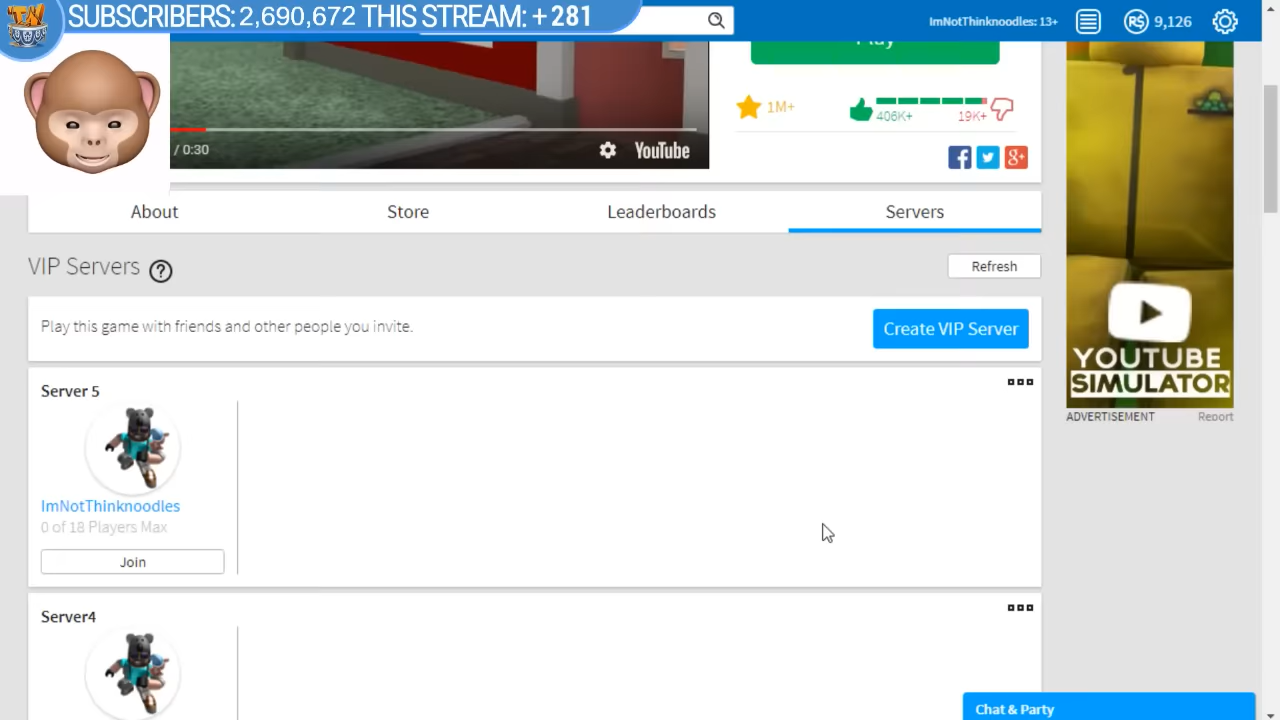 SUBSCRIBERS: 2,690,672 THIS STREAM: +281
ImNotThinknoodles: 13+
R$ 9,126
Play
1M+
406K+ 19K+
/ 0:30
YouTube
About Store Leaderboards Servers
VIP Servers ?
Refresh
Play this game with friends and other people you invite.
Create VIP Server
YOUTUBE
SIMULATOR
ADVERTISEMENT Report
Server 5
ImNotThinknoodles
0 of 18 Players Max
Join
Server4
Chat & Party